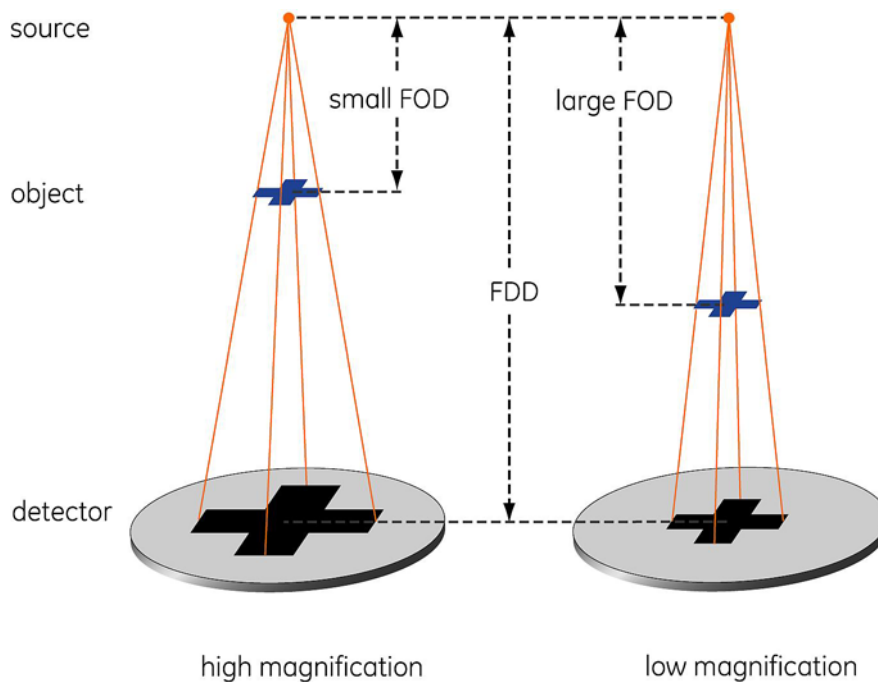 source
small FOD
large FOD
object
FDD
detector
high magnification
low magnification